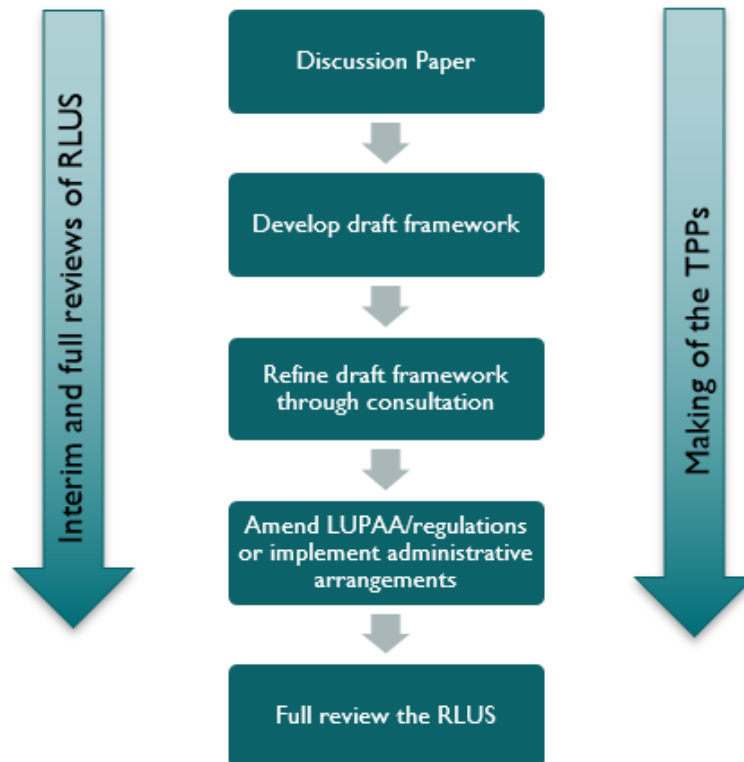 Interim and full reviews of RLUS
Discussion Paper
Develop draft framework
Refine draft framework
through consultation
Amend LUPAA/regulations
or implement administrative
arrangements
Full review the RLUS
Making of the TPPs